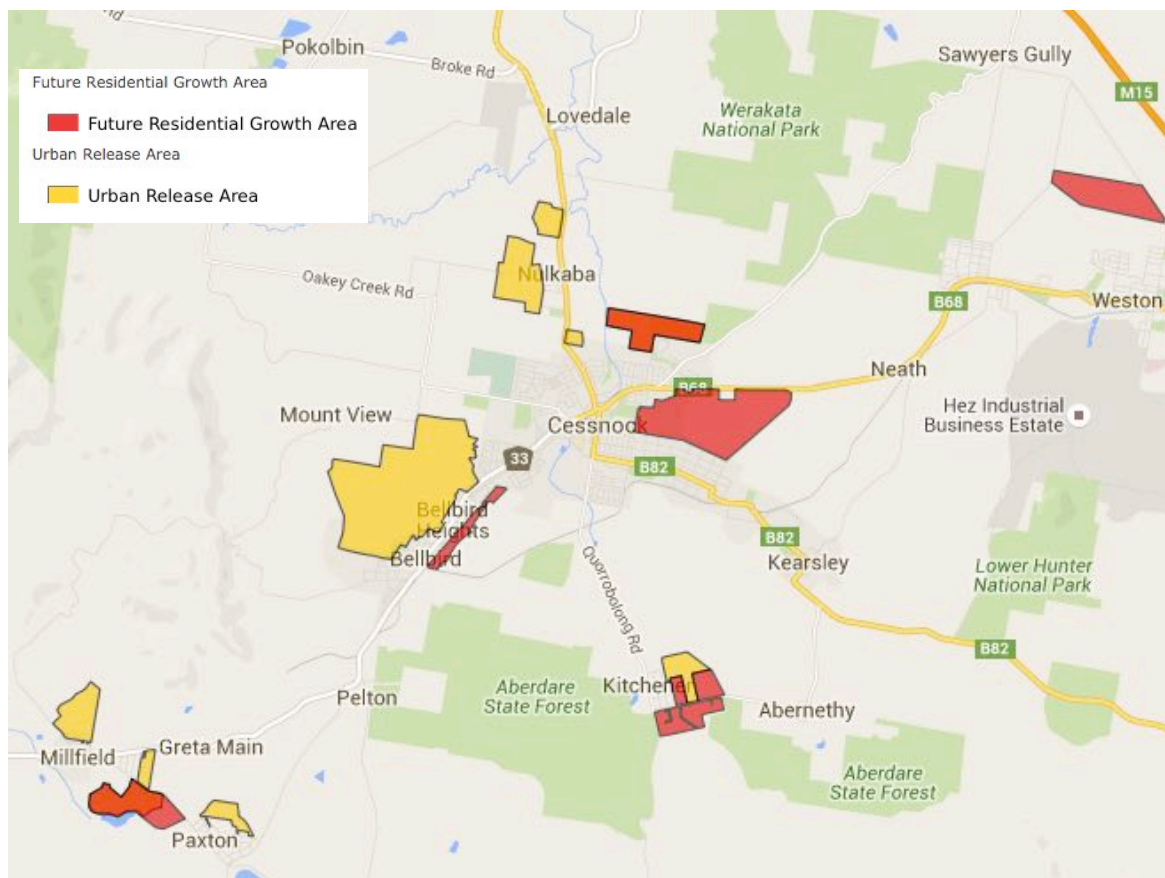 Rd
Pokolbin
Broke Rd
Sawyers Gully
M15
Future Residential Growth Area
Future Residential Growth Area
Urban Release Area
Urban Release Area
Lovedale
Werakata
National Park
Nulkaba
Oakey Creek Rd
B68
Weston
Neath
B68
Mount View
Cessnock
Hez Industrial
Business Estate
33
B82
Bellbird
Heights
Bellbird
B82
Kearsley
Quorrobolong Rd
Lower Hunter
National Park
B82
Kitchener
Aberdare
State Forest
Pelton
Abernethy
Millfield
Greta Main
Aberdare
State Forest
Paxton